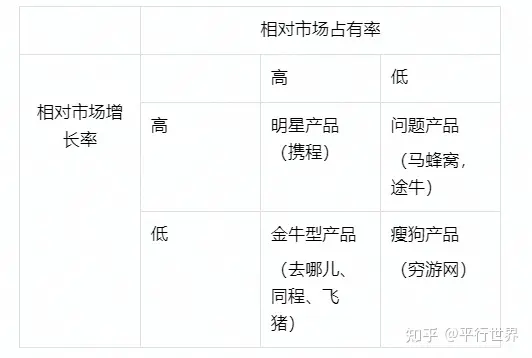 相对市场占有率
高
低
相对市场增
长率
高
明星产品
（携程）
问题产品
（马蜂窝，
途牛）
低
金牛型产品
（去哪儿、
同程、飞
猪）
瘦狗产品
（穷游网）
知乎 @平行世界